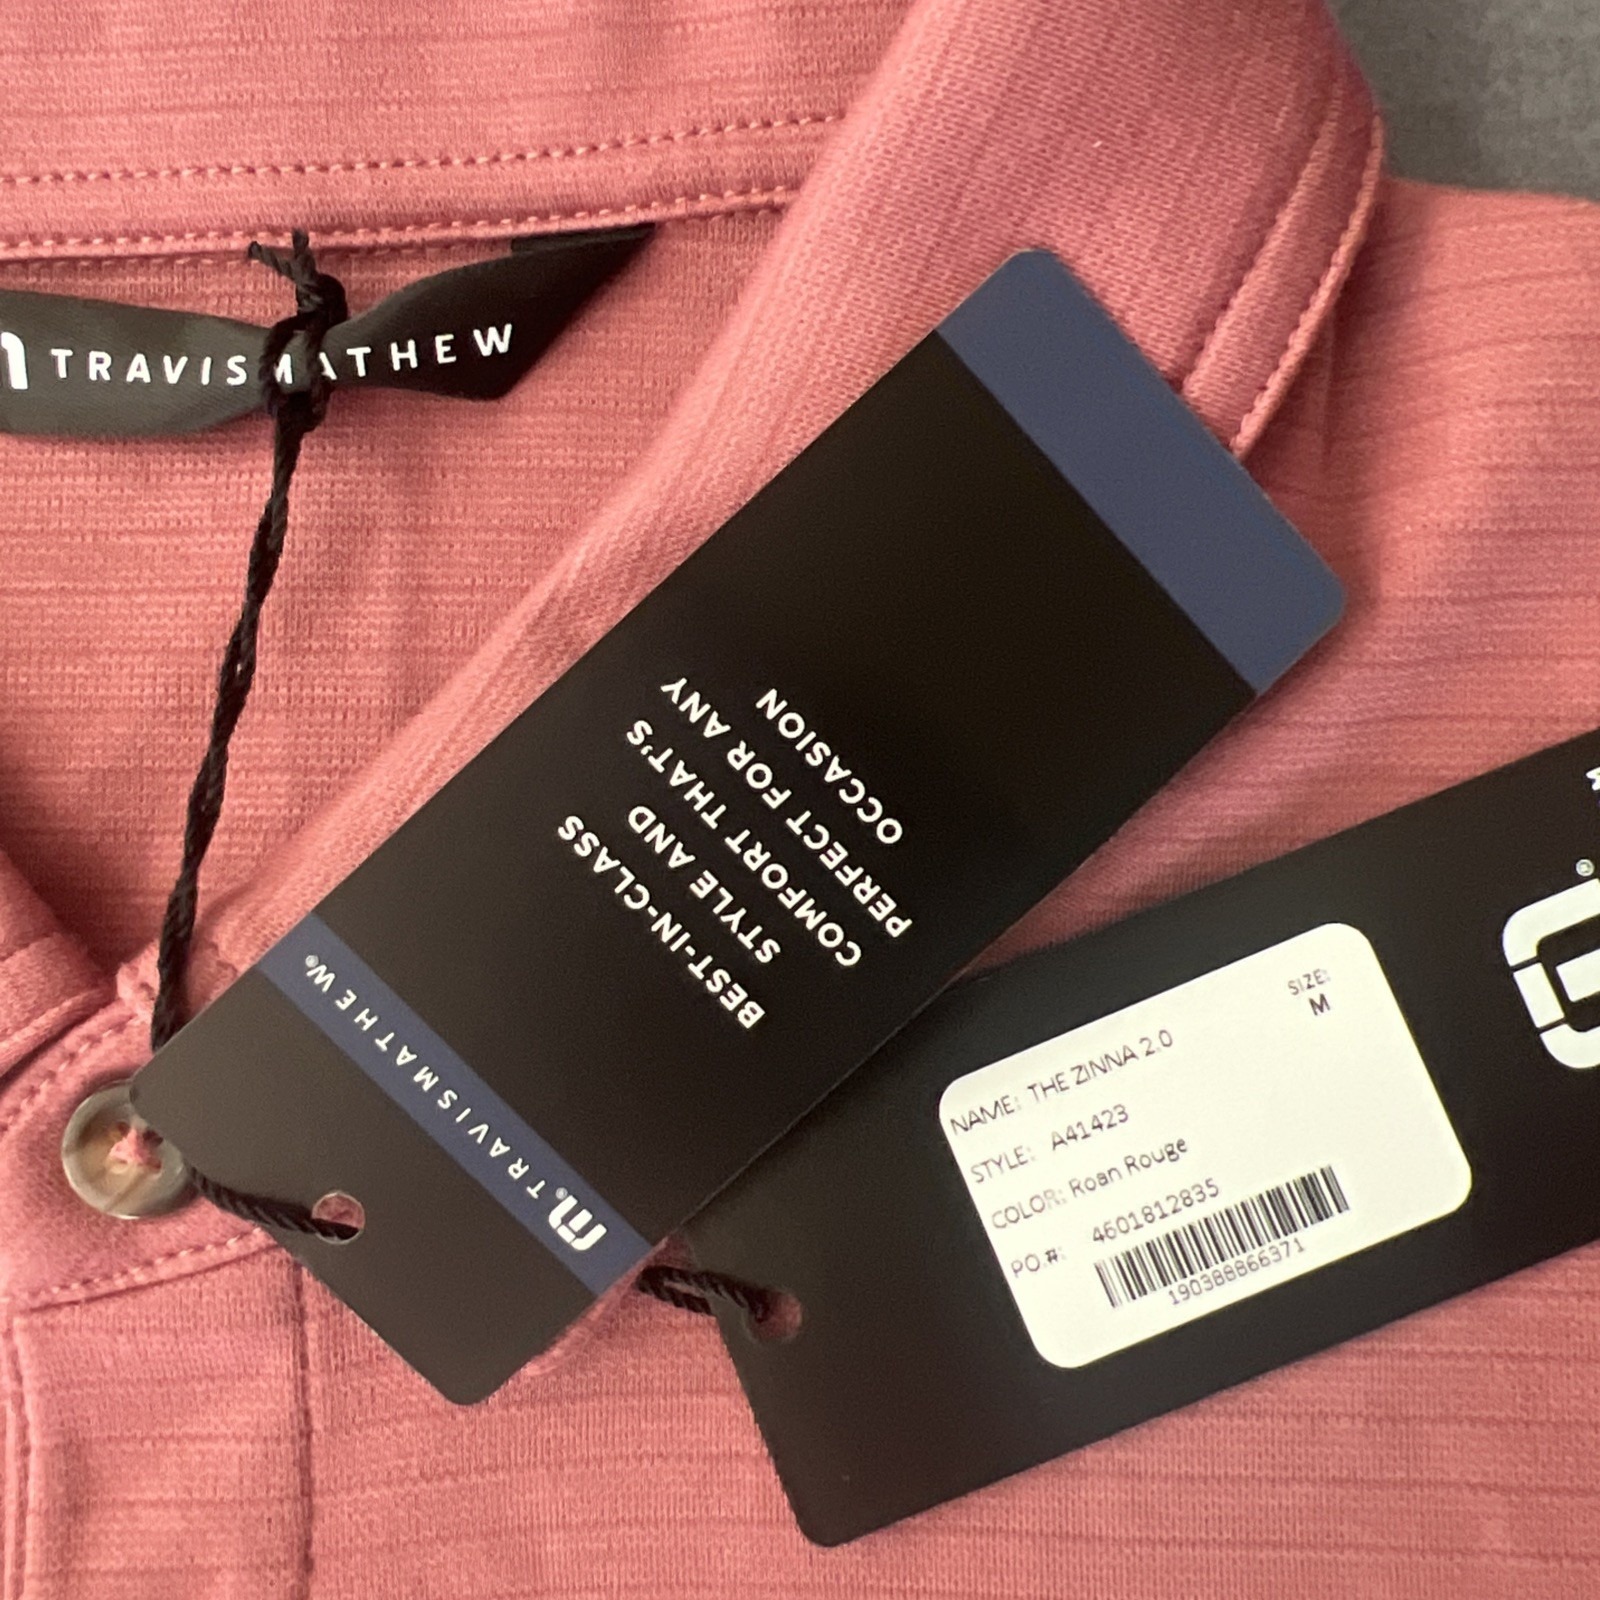 TRAVISMATHEW
BEST-IN-CLASS
STYLE AND
COMFORT THAT'S
PERFECT FOR ANY
OCCASION
TRAVISMATHEW®
SIZE:
M
NAME: THE ZINNA 2.0
STYLE: A41423
COLOR: Roan Rouge
PO.#: 4601812835
190388866371